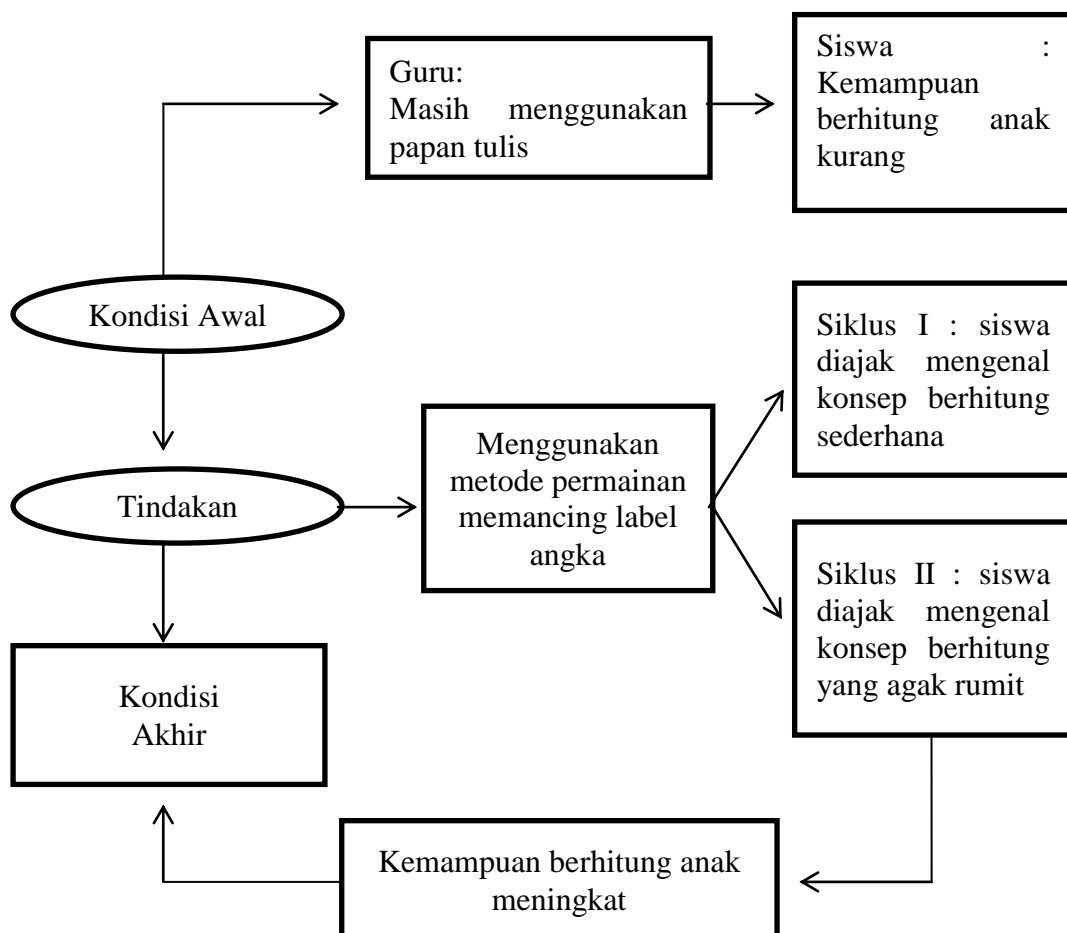 Guru:
Masih menggunakan
papan tulis
Siswa :
Kemampuan
berhitung anak
kurang
Kondisi Awal
Siklus I : siswa
diajak mengenal
konsep berhitung
sederhana
Menggunakan
metode permainan
memancing label
angka
Tindakan
Siklus II : siswa
diajak mengenal
konsep berhitung
yang agak rumit
Kondisi
Akhir
Kemampuan berhitung anak
meningkat